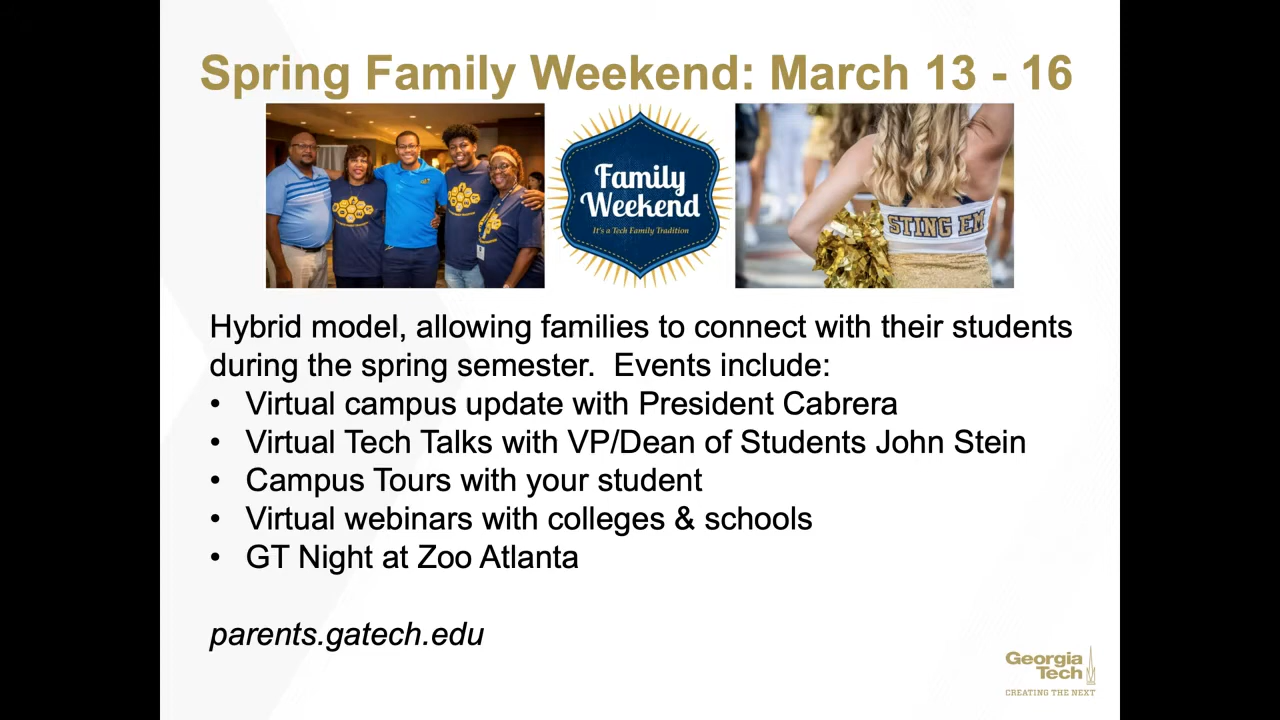 Spring Family Weekend: March 13 - 16
Family
Weekend
It's a Tech Family Tradition
STING EM
Hybrid model, allowing families to connect with their students
during the spring semester.  Events include:
• Virtual campus update with President Cabrera
• Virtual Tech Talks with VP/Dean of Students John Stein
• Campus Tours with your student
• Virtual webinars with colleges & schools
• GT Night at Zoo Atlanta
parents.gatech.edu
Georgia
Tech
CREATING THE NEXT